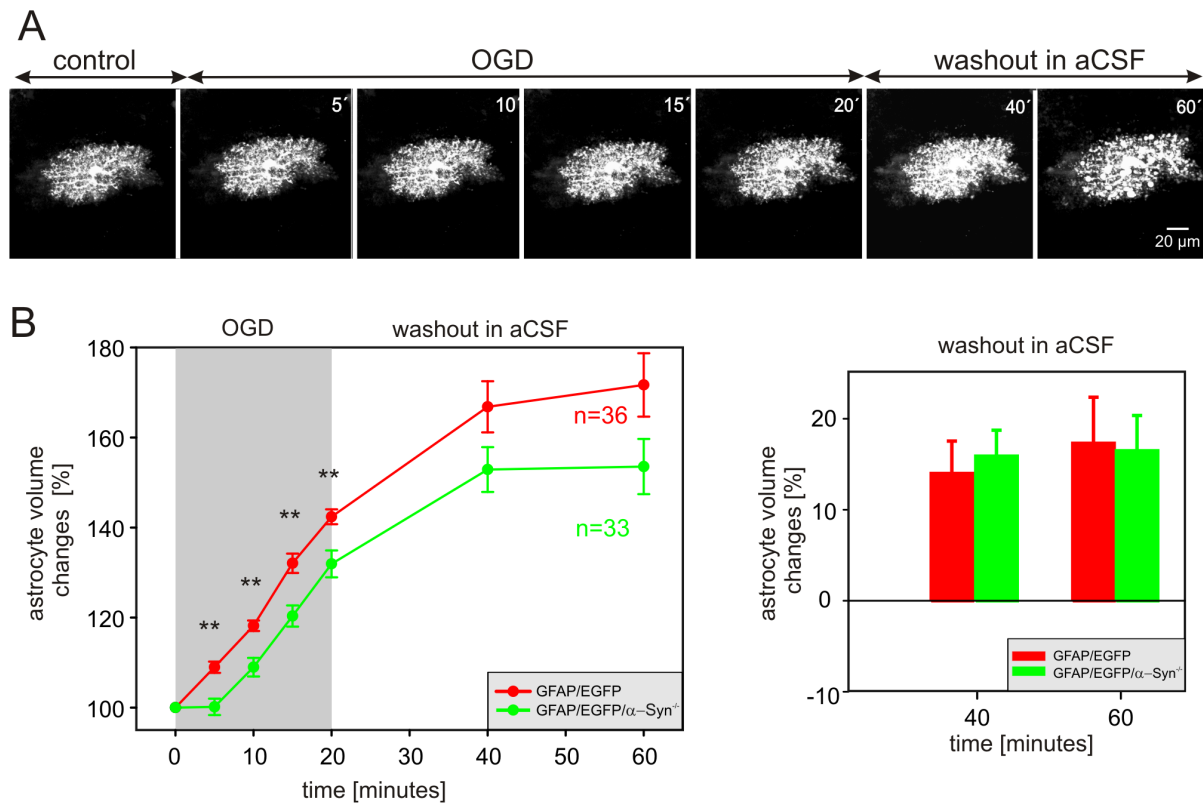 A
control
OGD
washout in aCSF
5´
10´
15´
20´
40´
60´
20 µm
B
OGD
washout in aCSF
180
160
140
120
100
astrocyte volume
changes [%]
**
**
**
**
n=36
n=33
GFAP/EGFP
GFAP/EGFP/α–Syn-/-
0
10
20
30
40
50
60
time [minutes]
washout in aCSF
20
10
0
-10
astrocyte volume
changes [%]
GFAP/EGFP
GFAP/EGFP/α–Syn-/-
40
60
time [minutes]